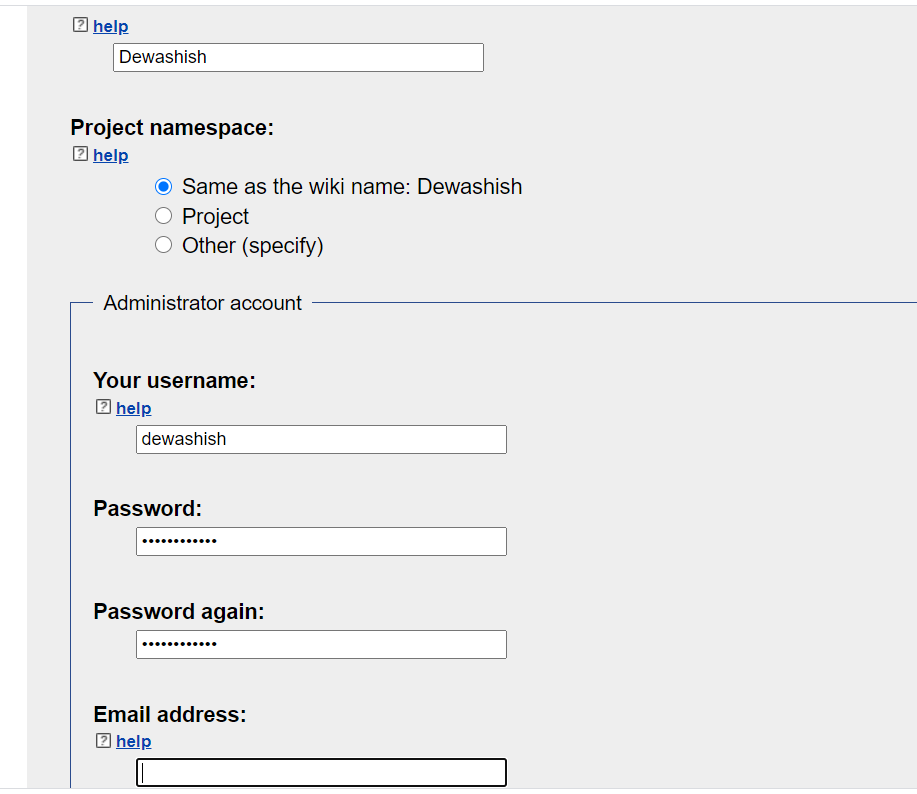 help
Dewashish
Project namespace:
help
Same as the wiki name: Dewashish
Project
Other (specify)
Administrator account
Your username:
help
dewashish
Password:
••••••••••••
Password again:
••••••••••••
Email address:
help